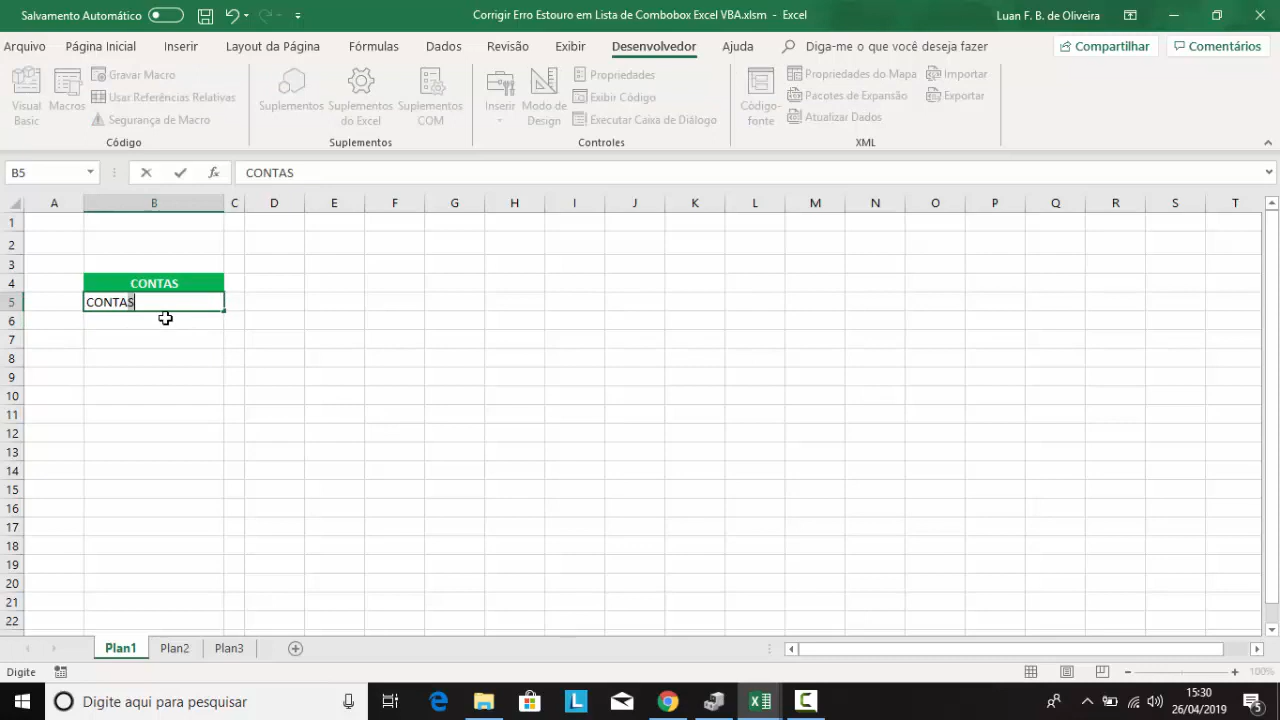 Salvamento Automático
Corrigir Erro Estouro em Lista de Combobox Excel VBA.xlsm - Excel
Luan F. B. de Oliveira
Arquivo Página Inicial Inserir Layout da Página Fórmulas Dados Revisão Exibir Desenvolvedor Ajuda Diga-me o que você deseja fazer Compartilhar Comentários
Visual Basic
Macros
Gravar Macro
Usar Referências Relativas
Segurança de Macro
Código
Suplementos
Suplementos do Excel
Suplementos COM
Suplementos
Inserir
Modo de Design
Propriedades
Exibir Código
Executar Caixa de Diálogo
Controles
Código-fonte
Propriedades do Mapa
Pacotes de Expansão
Atualizar Dados
Importar
Exportar
XML
B5 fx CONTAS
A B C D E F G H I J K L M N O P Q R S T
1
2
3
4 CONTAS
5 CONTAS
6
7
8
9
10
11
12
13
14
15
16
17
18
19
20
21
22
Plan1 Plan2 Plan3
Digite 100%
Digite aqui para pesquisar
15:30
26/04/2019
5